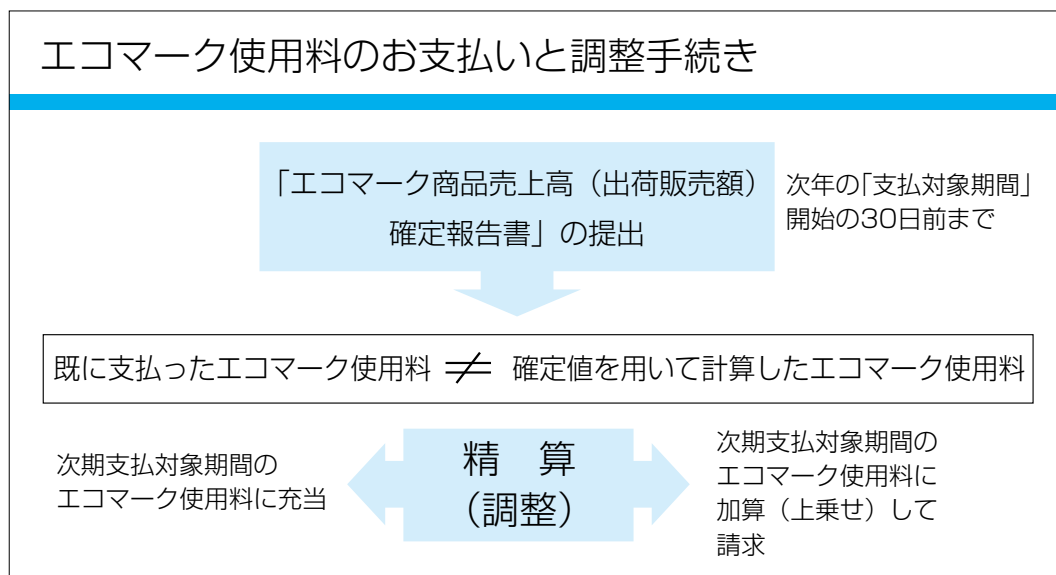 エコマーク使用料のお支払いと調整手続き
「エコマーク商品売上高（出荷販売額）
確定報告書」の提出
次年の「支払対象期間」
開始の30日前まで
既に支払ったエコマーク使用料 ≠ 確定値を用いて計算したエコマーク使用料
次期支払対象期間の
エコマーク使用料に充当
精 算
（調整）
次期支払対象期間の
エコマーク使用料に
加算（上乗せ）して
請求